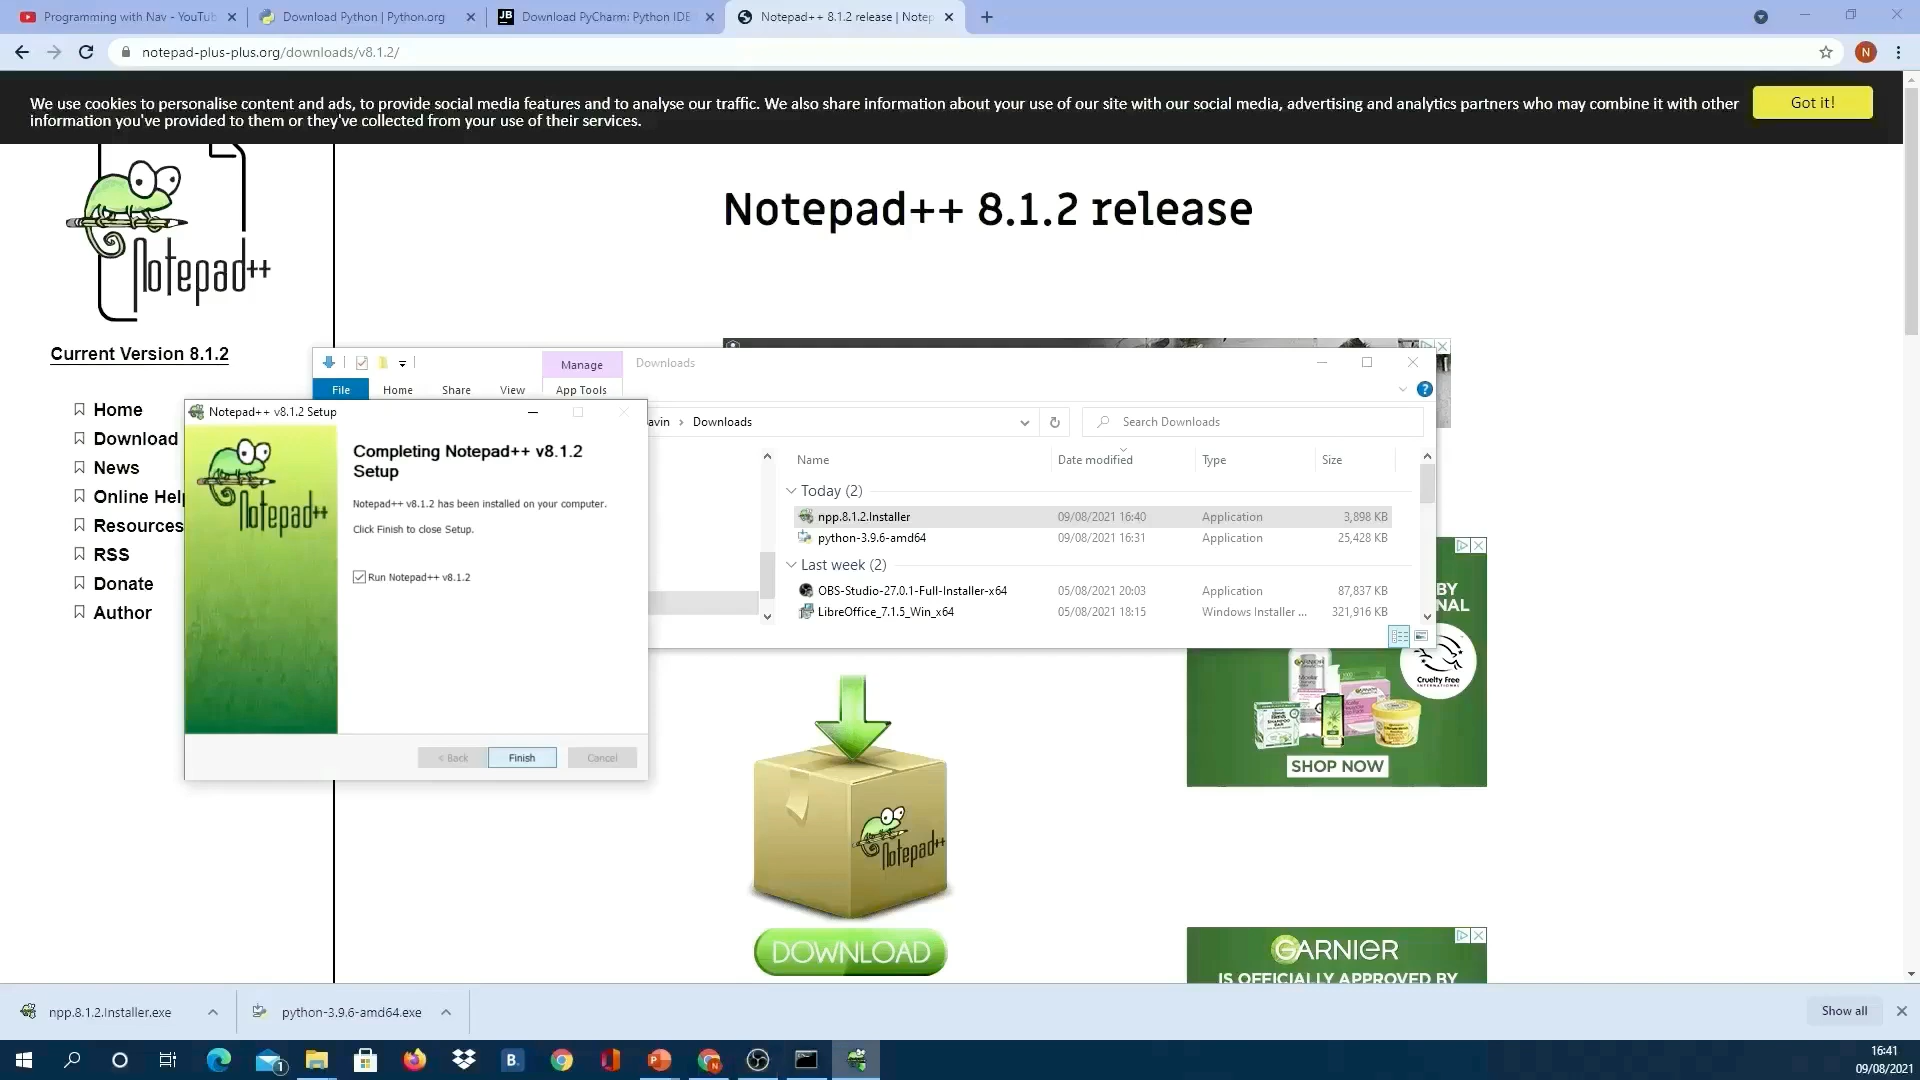 Programming with Nav - YouTub
Download Python | Python.org
JB
Download PyCharm: Python IDE
Notepad++ 8.1.2 release | Notep
notepad-plus-plus.org/downloads/v8.1.2/
N
We use cookies to personalise content and ads, to provide social media features and to analyse our traffic. We also share information about your use of our site with our social media, advertising and analytics partners who may combine it with other
information you've provided to them or they've collected from your use of their services.
Got it!
Notepad++
Current Version 8.1.2
Home
Download
News
Online Help
Resources
RSS
Donate
Author
Notepad++ 8.1.2 release
Manage
Downloads
File
Home
Share
View
App Tools
avin > Downloads
Search Downloads
Name
Date modified
Type
Size
Today (2)
npp.8.1.2.Installer
09/08/2021 16:40
Application
3,898 KB
python-3.9.6-amd64
09/08/2021 16:31
Application
25,428 KB
Last week (2)
OBS-Studio-27.0.1-Full-Installer-x64
05/08/2021 20:03
Application
87,837 KB
LibreOffice_7.1.5_Win_x64
05/08/2021 18:15
Windows Installer ...
321,916 KB
Notepad++ v8.1.2 Setup
Notepad++
Completing Notepad++ v8.1.2
Setup
Notepad++ v8.1.2 has been installed on your computer.
Click Finish to close Setup.
Run Notepad++ v8.1.2
< Back
Finish
Cancel
BY
NAL
Cruelty Free
INTERNATIONAL
SHOP NOW
Notepad++
DOWNLOAD
GARNIER
IS OFFICIALLY APPROVED BY
npp.8.1.2.Installer.exe
python-3.9.6-amd64.exe
Show all
1
B.
16:41
09/08/2021